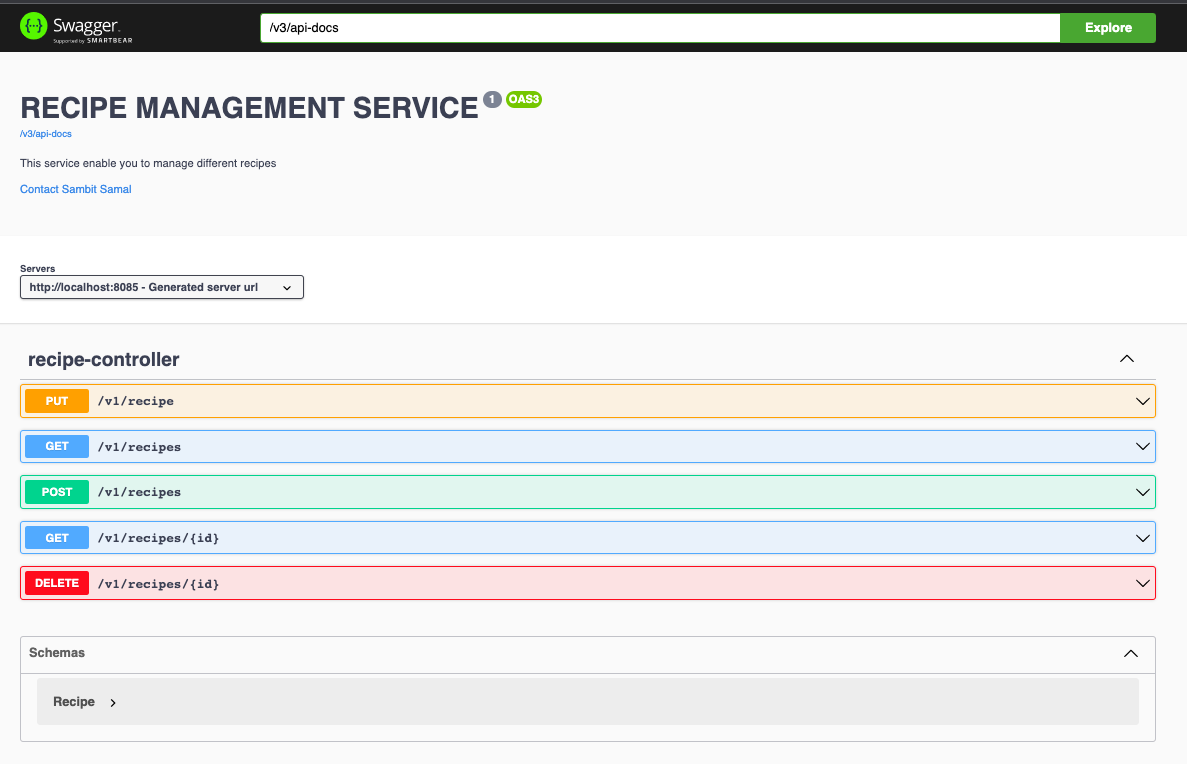 Swagger
Supported by SMARTBEAR
/v3/api-docs
Explore
RECIPE MANAGEMENT SERVICE 1 OAS3
/v3/api-docs
This service enable you to manage different recipes
Contact Sambit Samal
Servers
http://localhost:8085 - Generated server url
recipe-controller
PUT /v1/recipe
GET /v1/recipes
POST /v1/recipes
GET /v1/recipes/{id}
DELETE /v1/recipes/{id}
Schemas
Recipe